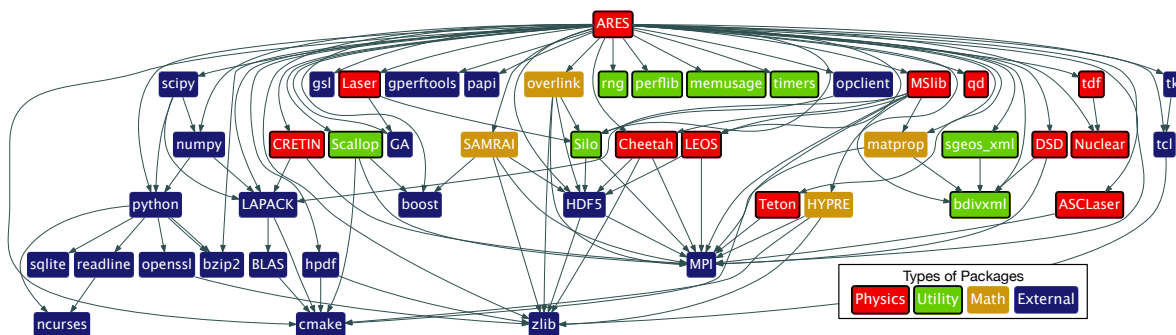 ARES
scipy
gsl
Laser
gperftools
papi
overlink
rng
perflib
memusage
timers
opclient
MSlib
qd
tdf
tk
numpy
CRETIN
Scallop
GA
SAMRAI
Silo
Cheetah
LEOS
matprop
sgeos_xml
DSD
Nuclear
tcl
python
LAPACK
boost
HDF5
Teton
HYPRE
bdivxml
ASCLaser
sqlite
readline
openssl
bzip2
BLAS
hpdf
MPI
Types of Packages
Physics
Utility
Math
External
ncurses
cmake
zlib